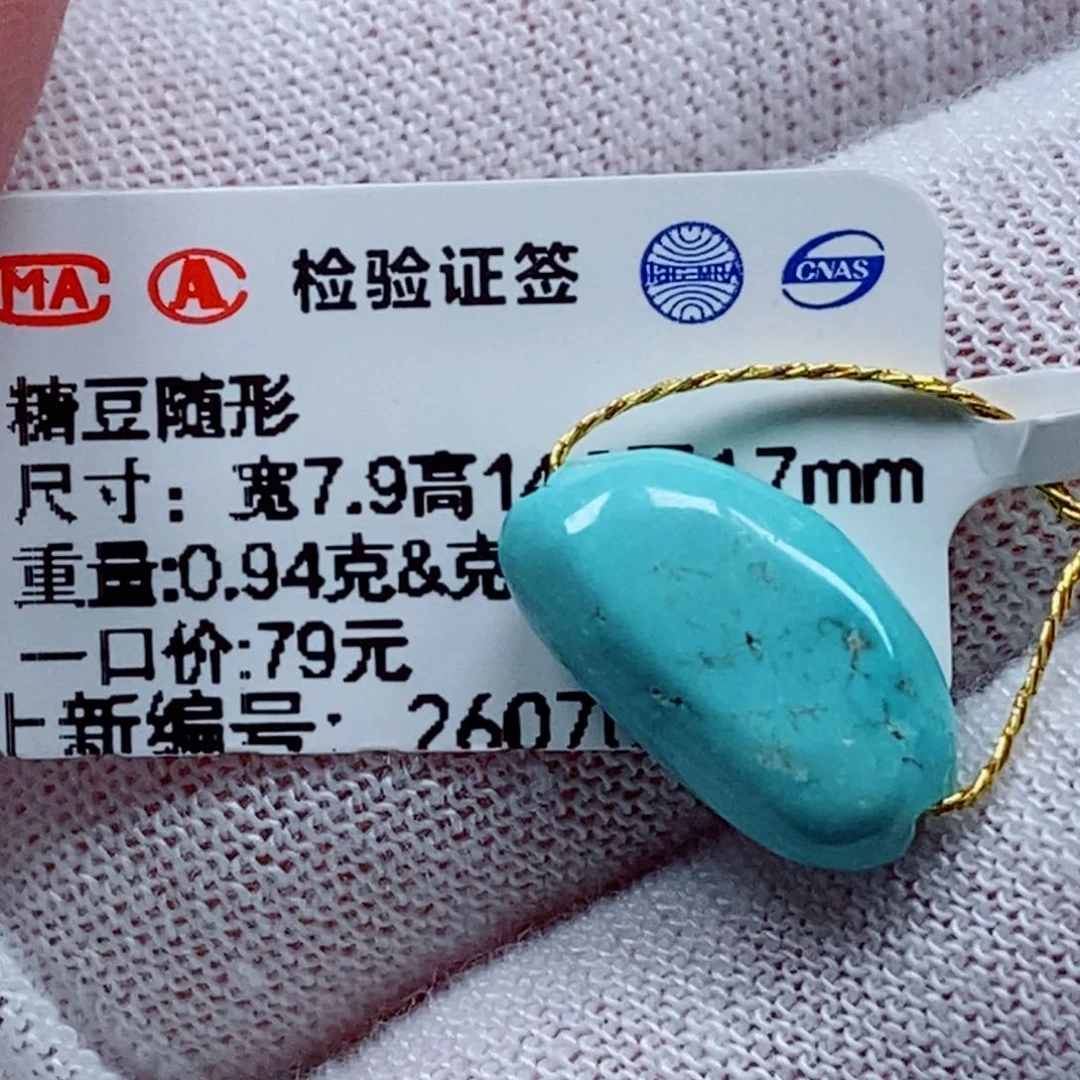 MA A 检验证签 CNAS
糖豆随形
尺寸：宽7.9高1 17mm
重量:0.94克&克
一口价:79元
上新编号: 2607